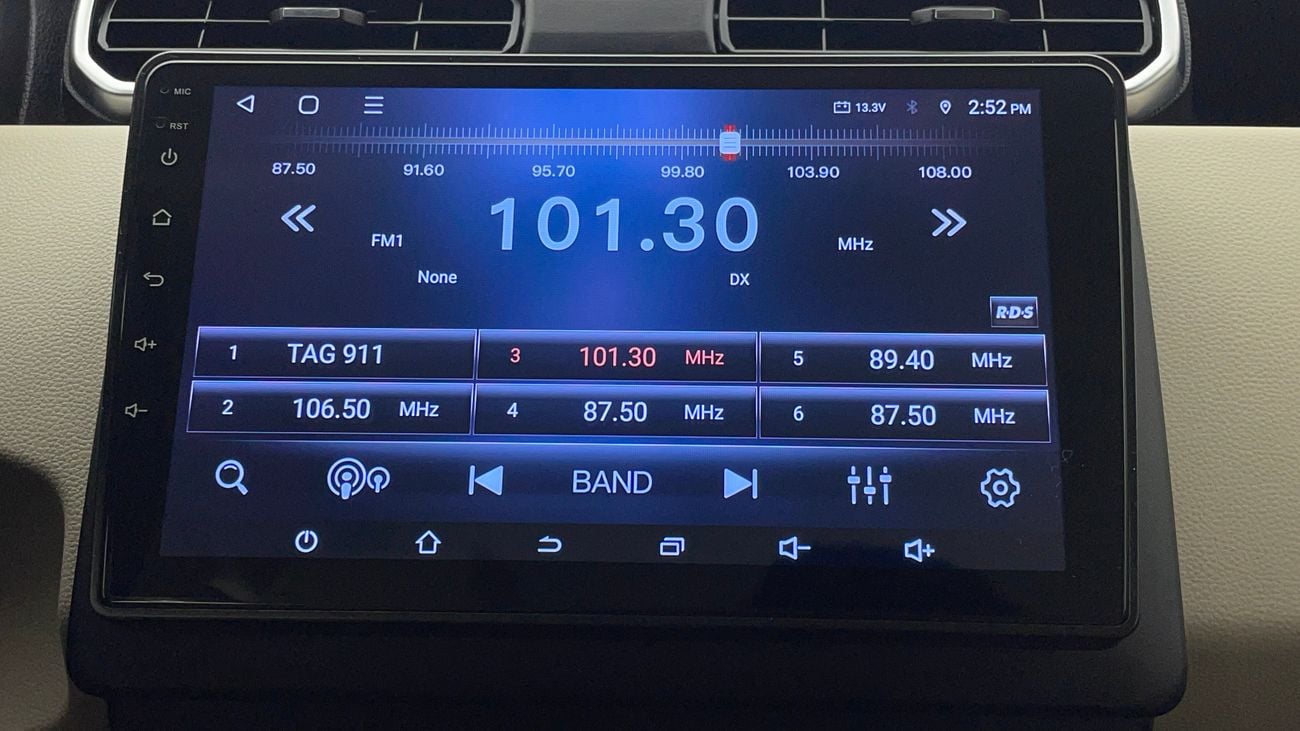 MIC
RST
13.3V 2:52 PM
87.50 91.60 95.70 99.80 103.90 108.00
FM1 101.30 MHz
None DX
R·D·S
1 TAG 911 3 101.30 MHz 5 89.40 MHz
2 106.50 MHz 4 87.50 MHz 6 87.50 MHz
BAND